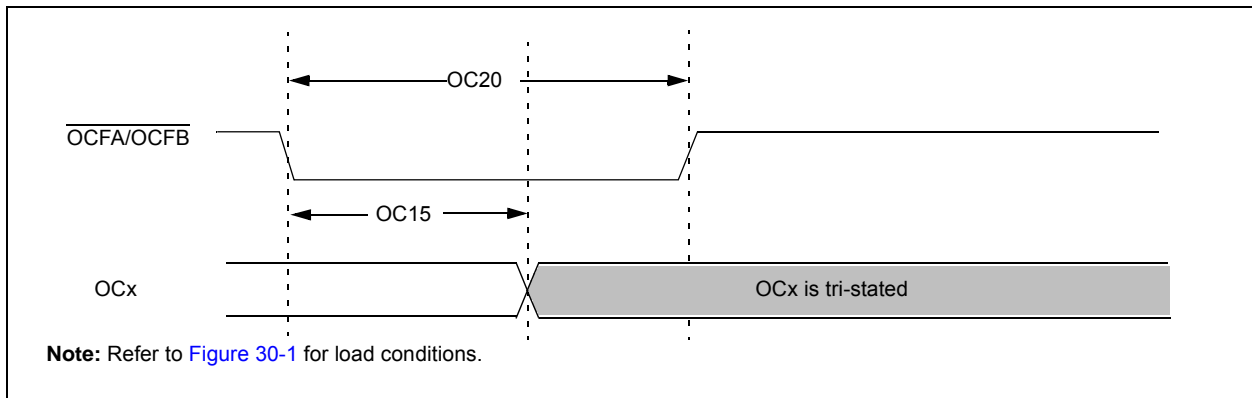 OC20
OCFA/OCFB
OC15
OCx
OCx is tri-stated
Note: Refer to Figure 30-1 for load conditions.